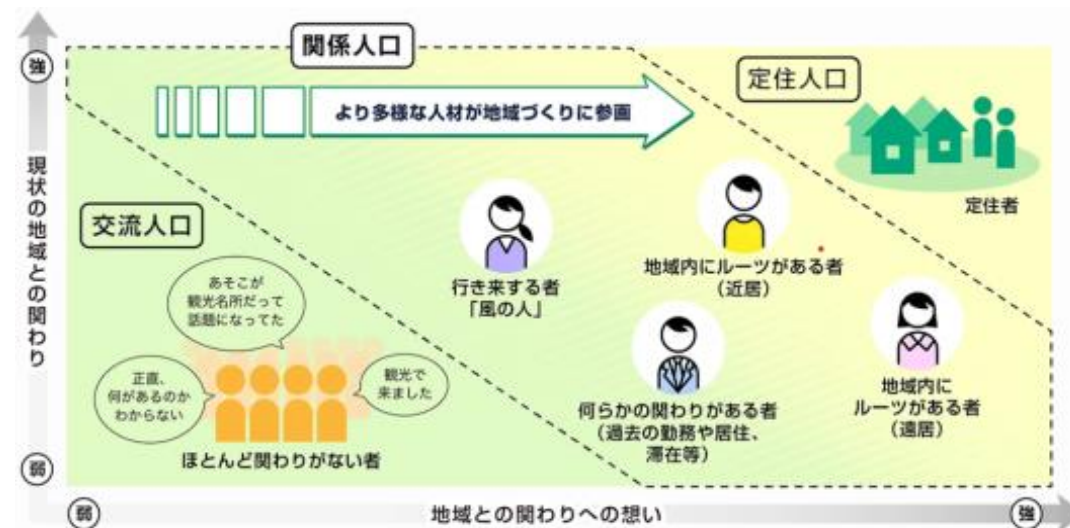 強
関係人口
定住人口
より多様な人材が地域づくりに参画
現状の地域との関わり
定住者
交流人口
地域内にルーツがある者
(近居)
あそこが
観光名所だって
話題になってた
行き来する者
「風の人」
正直、
何があるのか
わからない
観光で
来ました
地域内に
ルーツがある者
(遠居)
何らかの関わりがある者
(過去の勤務や居住、
滞在等)
ほとんど関わりがない者
弱
弱
地域との関わりへの想い
強